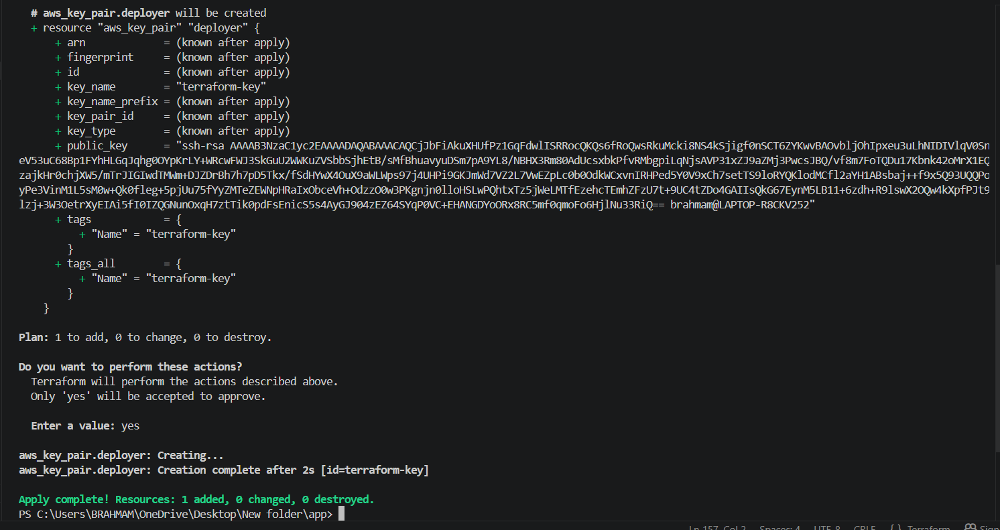 # aws_key_pair.deployer will be created
+ resource "aws_key_pair" "deployer" {
+ arn = (known after apply)
+ fingerprint = (known after apply)
+ id = (known after apply)
+ key_name = "terraform-key"
+ key_name_prefix = (known after apply)
+ key_pair_id = (known after apply)
+ key_type = (known after apply)
+ public_key = "ssh-rsa AAAAB3NzaC1yc2EAAAADAQABAAACAQCjJbFiAkuXHUfPz1GqFdwlISRRocQKQs6fRoQwsRkuMcki8NS4kSjigf0nSCT6ZYKwvBAOvbljOhIpxeu3uLhNIDIVlqV0Sn
eV53uC68Bp1FYhHLGqJqhg0OYpKrLY+WRcwFWJ3SkGuU2WWKuZVSbbSjhEtB/sMfBhuavyuDSm7pA9YL8/NBHX3Rm80AdUcsxbkPfvRMbgpiLqNjsAVP31xZJ9aZMj3PwcsJBQ/vf8m7FoTQDu17Kbnk42oMrX1EQ
zajkHr0chjXW5/mTrJIGIwdTMWm+DJZDrBh7h7pD5Tkx/fSdHYwX4OuX9aWLWps97j4UHPi9GKJmWd7VZ2L7VwEZpLc0b0OdkWCxvnIRHPed5Y0V9xCh7setTS9loRYQKlodMCfl2aYH1ABsbaj++f9x5Q93UQQPo
yPe3VinM1L5sM0w+Qk0fleg+5pjUu75fYyZMTeZEWNpHRaIxObceVh+OdzzO0w3PKgnjn0lloHSLwPQhtxTz5jWeLMTfEzehcTEmhZFzU7t+9UC4tZDo4GAIIsQkG67EynM5LB11+6zdh+R9lswX2OQw4kXpfPJt9
lzj+3W3OetrXyEIAi5fI0IZQGNunOxqH7ztTik0pdFsEnicS5s4AyGJ904zEZ64SYqP0VC+EHANGDYoORx8RC5mf0qmoFo6HjlNu33RiQ== brahmam@LAPTOP-R8CKV252"
+ tags = {
+ "Name" = "terraform-key"
}
+ tags_all = {
+ "Name" = "terraform-key"
}
}
Plan: 1 to add, 0 to change, 0 to destroy.
Do you want to perform these actions?
Terraform will perform the actions described above.
Only 'yes' will be accepted to approve.
Enter a value: yes
aws_key_pair.deployer: Creating...
aws_key_pair.deployer: Creation complete after 2s [id=terraform-key]
Apply complete! Resources: 1 added, 0 changed, 0 destroyed.
PS C:\Users\BRAHMAM\OneDrive\Desktop\New folder\app>
Ln 157, Col 2 Spaces: 4 UTF-8 CRLF { } Terraform Sign